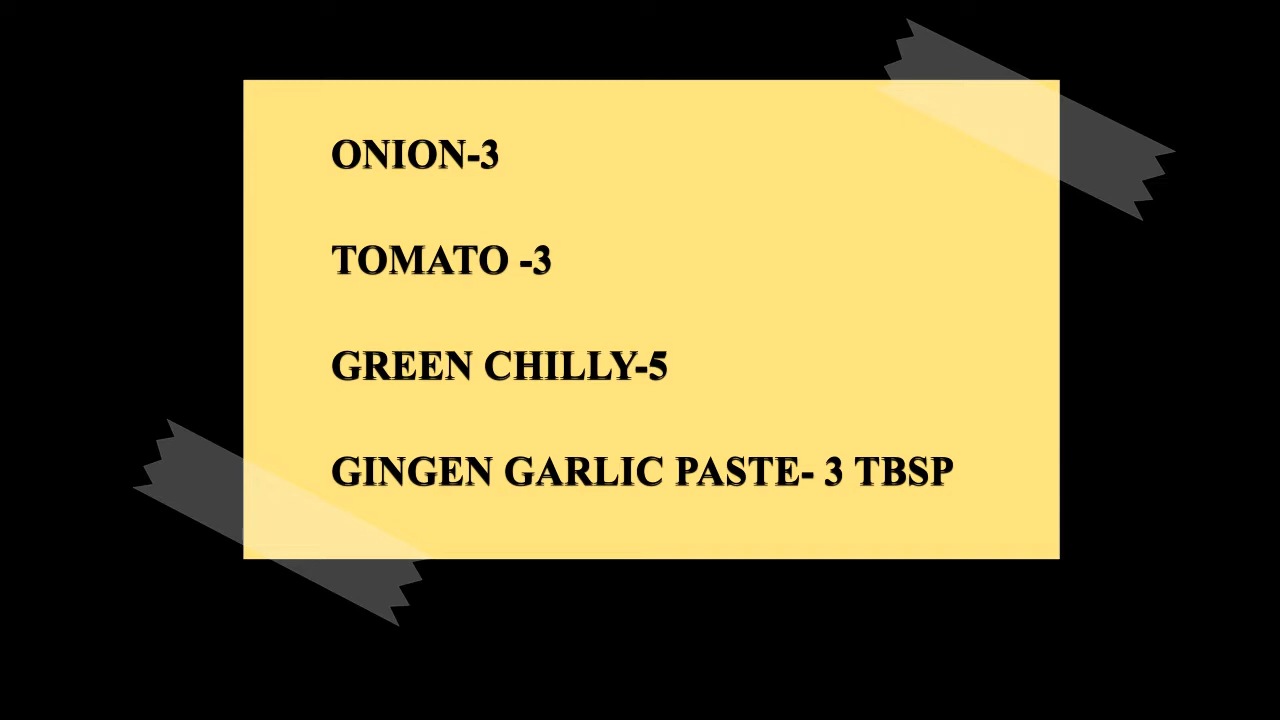 ONION-3
TOMATO -3
GREEN CHILLY-5
GINGEN GARLIC PASTE- 3 TBSP